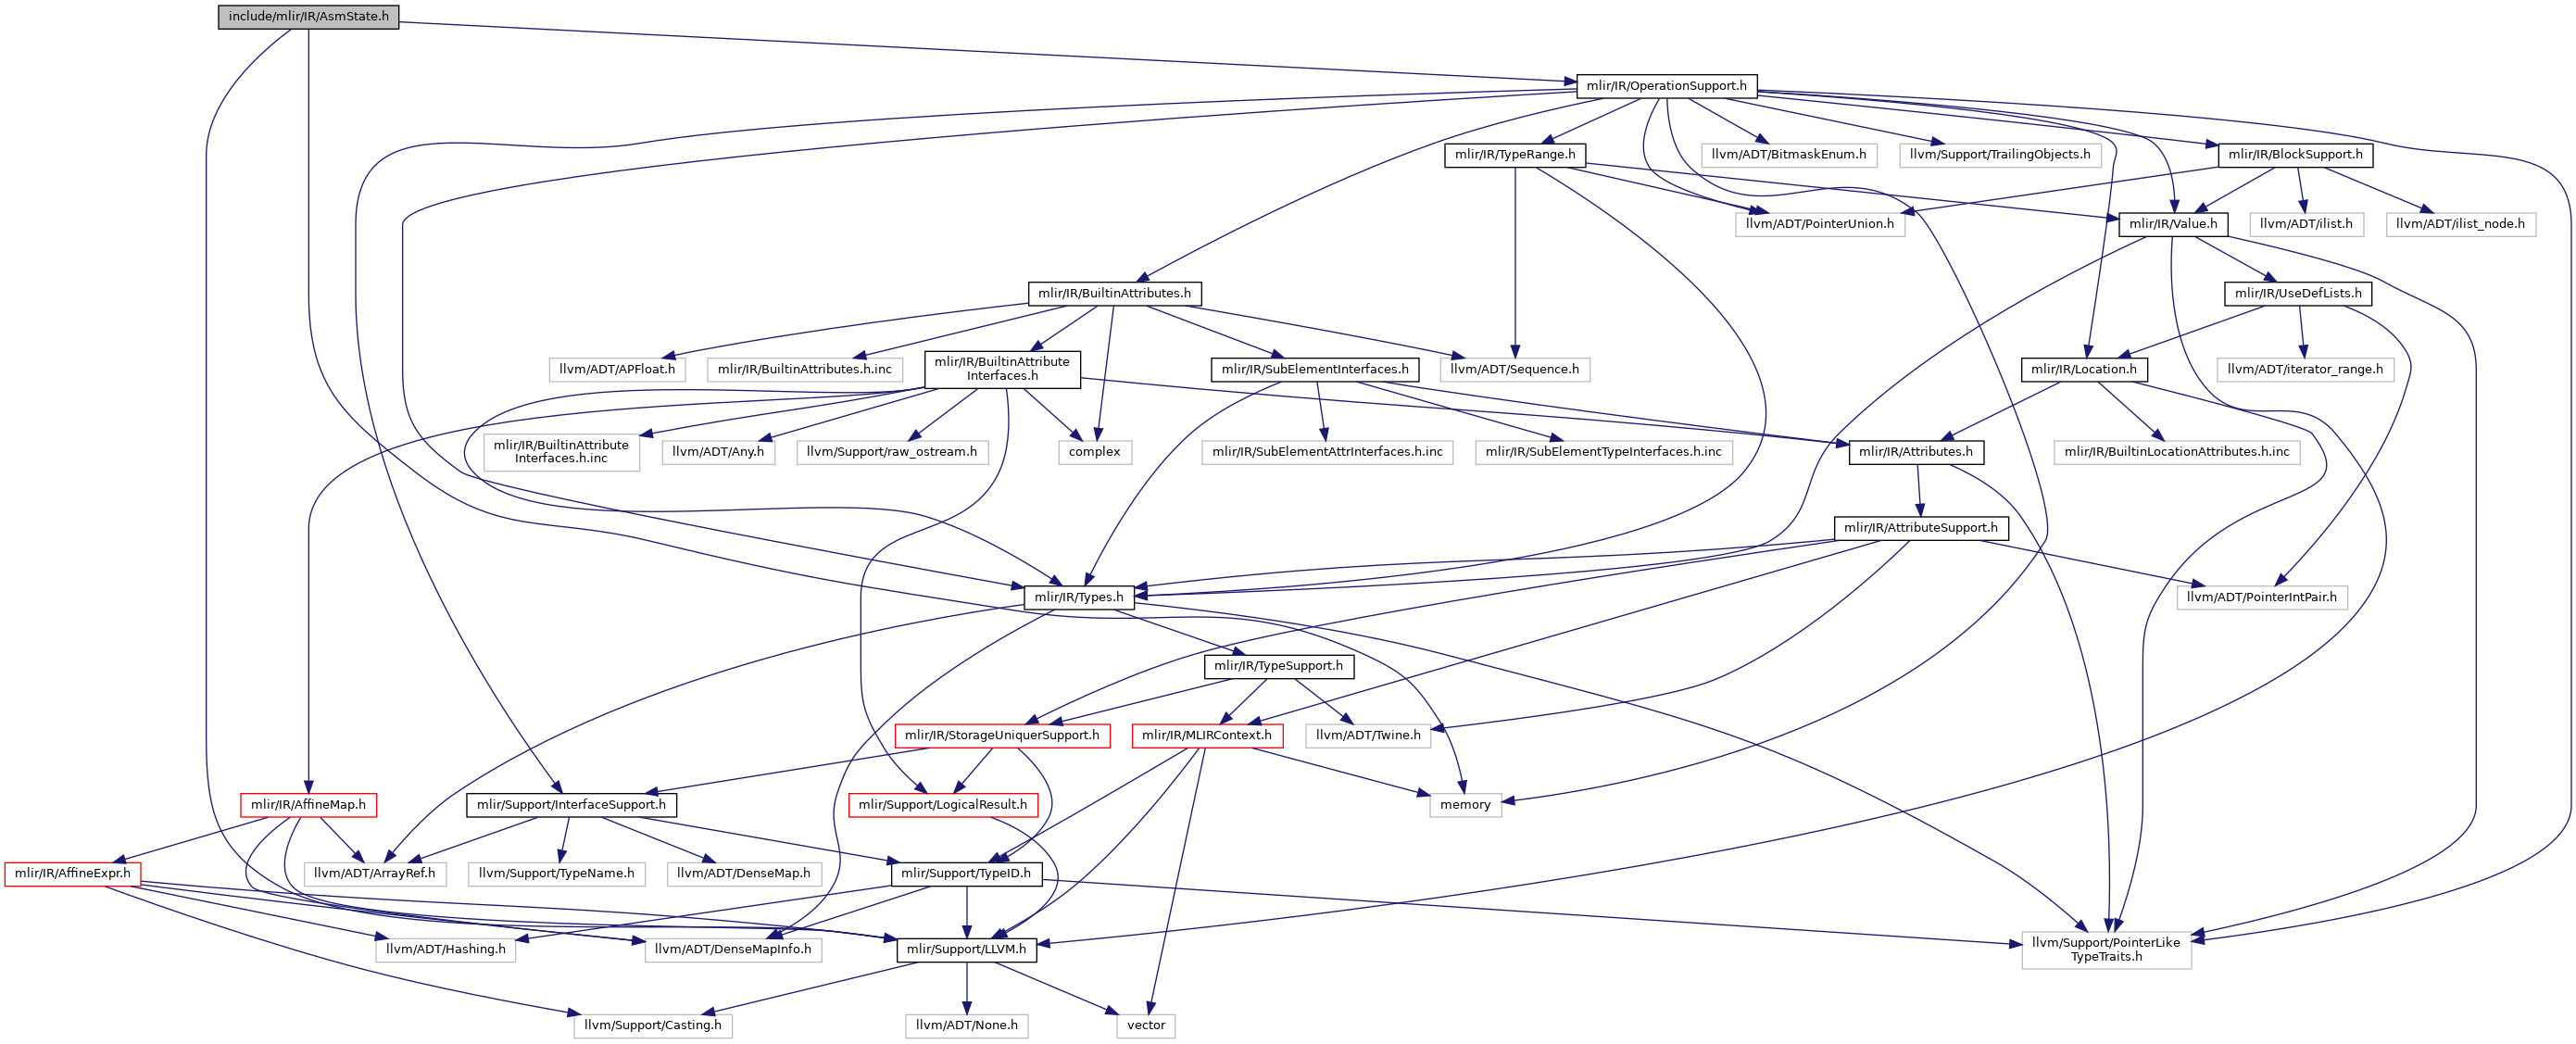 include/mlir/IR/AsmState.h
mlir/IR/OperationSupport.h
mlir/IR/TypeRange.h
llvm/ADT/BitmaskEnum.h
llvm/Support/TrailingObjects.h
mlir/IR/BlockSupport.h
llvm/ADT/PointerUnion.h
mlir/IR/Value.h
llvm/ADT/ilist.h
llvm/ADT/ilist_node.h
mlir/IR/BuiltinAttributes.h
mlir/IR/UseDefLists.h
llvm/ADT/APFloat.h
mlir/IR/BuiltinAttributes.h.inc
mlir/IR/BuiltinAttribute
Interfaces.h
mlir/IR/SubElementInterfaces.h
llvm/ADT/Sequence.h
mlir/IR/Location.h
llvm/ADT/iterator_range.h
mlir/IR/BuiltinAttribute
Interfaces.h.inc
llvm/ADT/Any.h
llvm/Support/raw_ostream.h
complex
mlir/IR/SubElementAttrInterfaces.h.inc
mlir/IR/SubElementTypeInterfaces.h.inc
mlir/IR/Attributes.h
mlir/IR/BuiltinLocationAttributes.h.inc
mlir/IR/AttributeSupport.h
mlir/IR/Types.h
llvm/ADT/PointerIntPair.h
mlir/IR/TypeSupport.h
mlir/IR/StorageUniquerSupport.h
mlir/IR/MLIRContext.h
llvm/ADT/Twine.h
mlir/IR/AffineMap.h
mlir/Support/InterfaceSupport.h
mlir/Support/LogicalResult.h
memory
mlir/IR/AffineExpr.h
llvm/ADT/ArrayRef.h
llvm/Support/TypeName.h
llvm/ADT/DenseMap.h
mlir/Support/TypeID.h
llvm/ADT/Hashing.h
llvm/ADT/DenseMapInfo.h
mlir/Support/LLVM.h
llvm/Support/PointerLike
TypeTraits.h
llvm/Support/Casting.h
llvm/ADT/None.h
vector